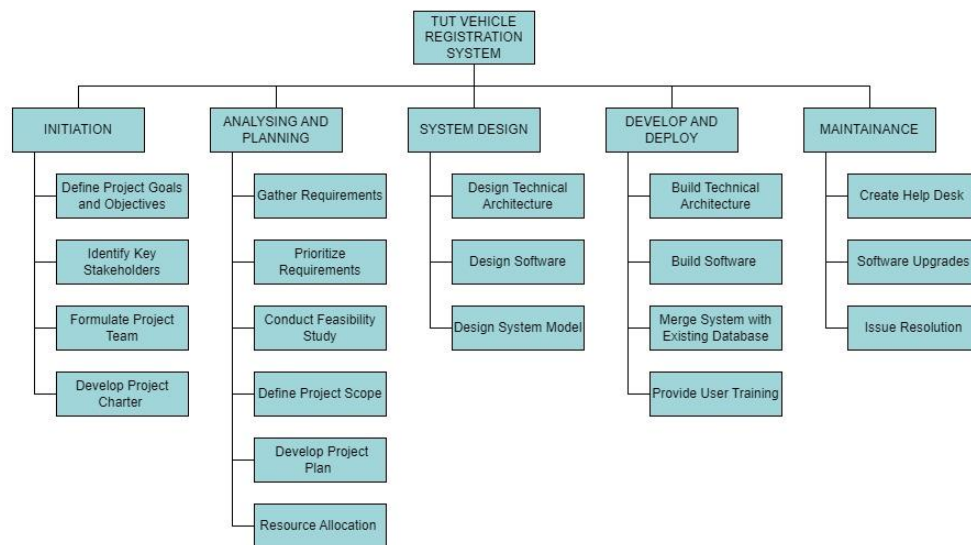 TUT VEHICLE
REGISTRATION
SYSTEM
INITIATION
Define Project Goals
and Objectives
Identify Key
Stakeholders
Formulate Project
Team
Develop Project
Charter
ANALYSING AND
PLANNING
Gather Requirements
Prioritize
Requirements
Conduct Feasibility
Study
Define Project Scope
Develop Project
Plan
Resource Allocation
SYSTEM DESIGN
Design Technical
Architecture
Design Software
Design System Model
DEVELOP AND
DEPLOY
Build Technical
Architecture
Build Software
Merge System with
Existing Database
Provide User Training
MAINTAINANCE
Create Help Desk
Software Upgrades
Issue Resolution